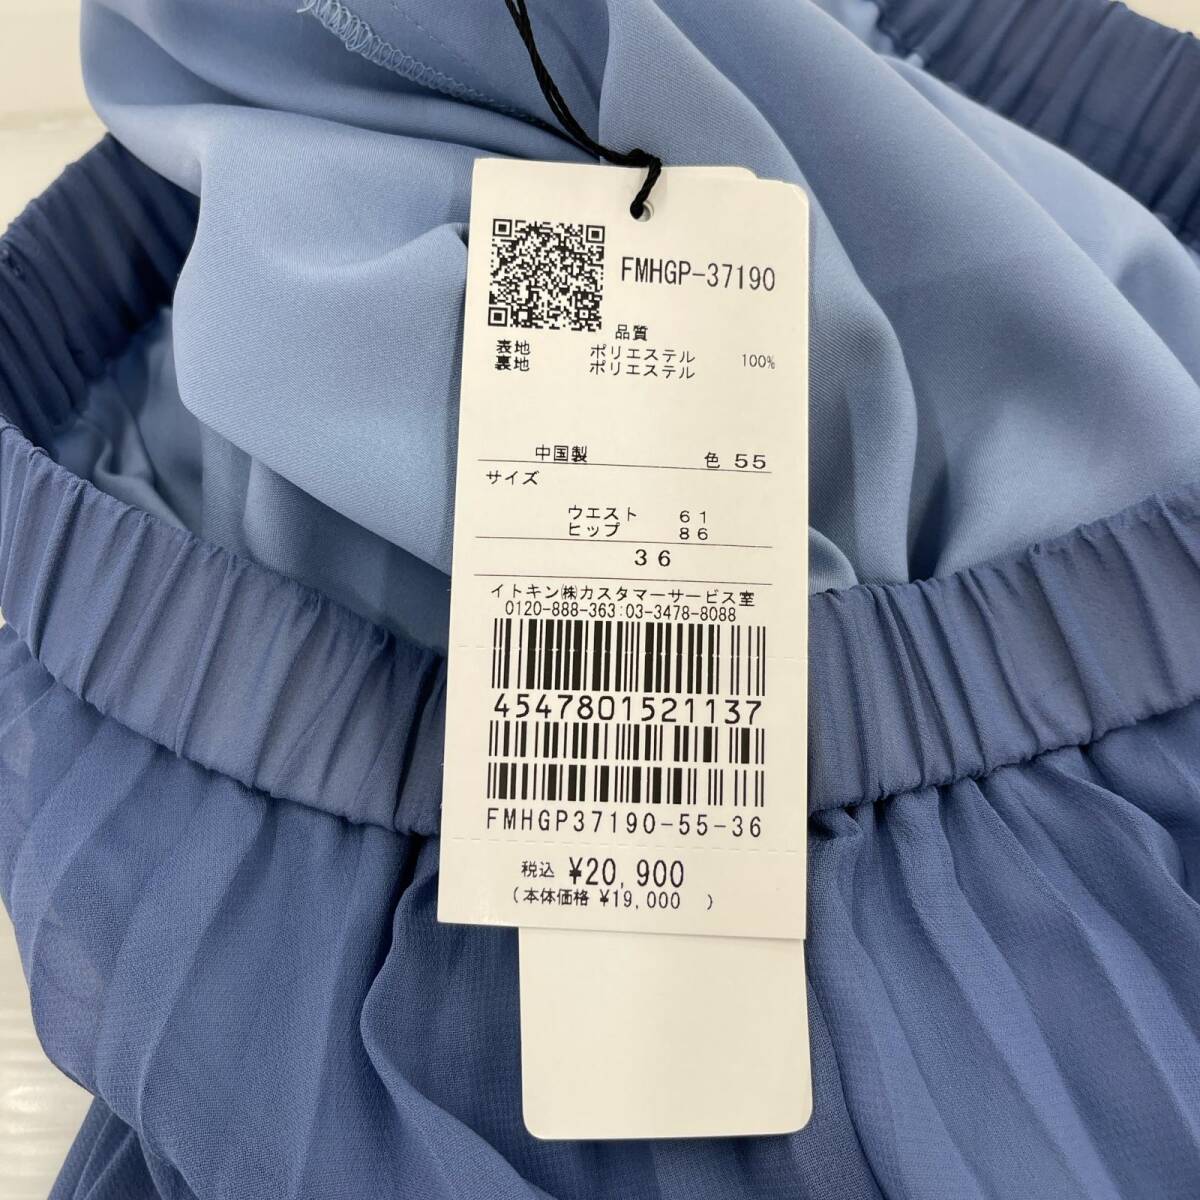 FMHGP-37190
品質
表地 ポリエステル 100%
裏地 ポリエステル
中国製 色 55
サイズ
ウエスト 61
ヒップ 86
36
イトキン㈱カスタマーサービス室
0120-888-363:03-3478-8088
4547801521137
FMHGP37190-55-36
税込 ¥20,900
(本体価格 ¥19,000 )